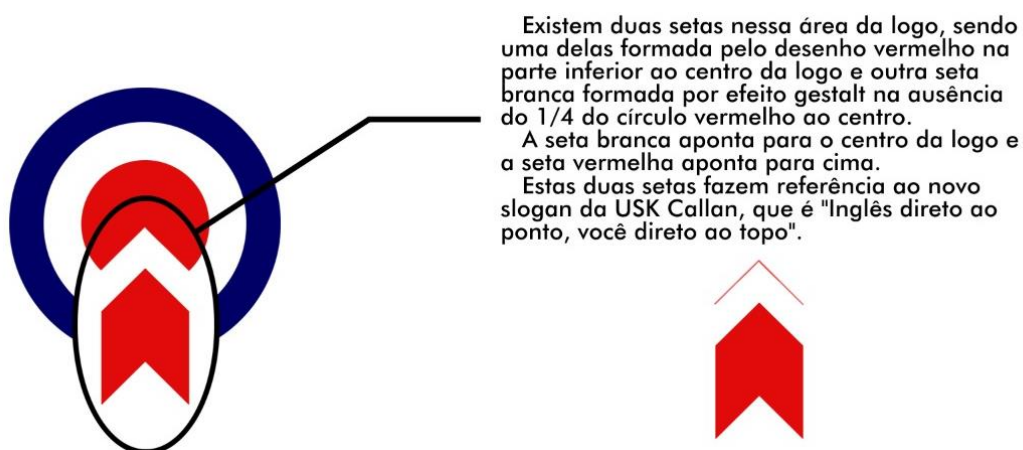 Existem duas setas nessa área da logo, sendo
uma delas formada pelo desenho vermelho na
parte inferior ao centro da logo e outra seta
branca formada por efeito gestalt na ausência
do 1/4 do círculo vermelho ao centro.
A seta branca aponta para o centro da logo e
a seta vermelha aponta para cima.
Estas duas setas fazem referência ao novo
slogan da USK Callan, que é "Inglês direto ao
ponto, você direto ao topo".